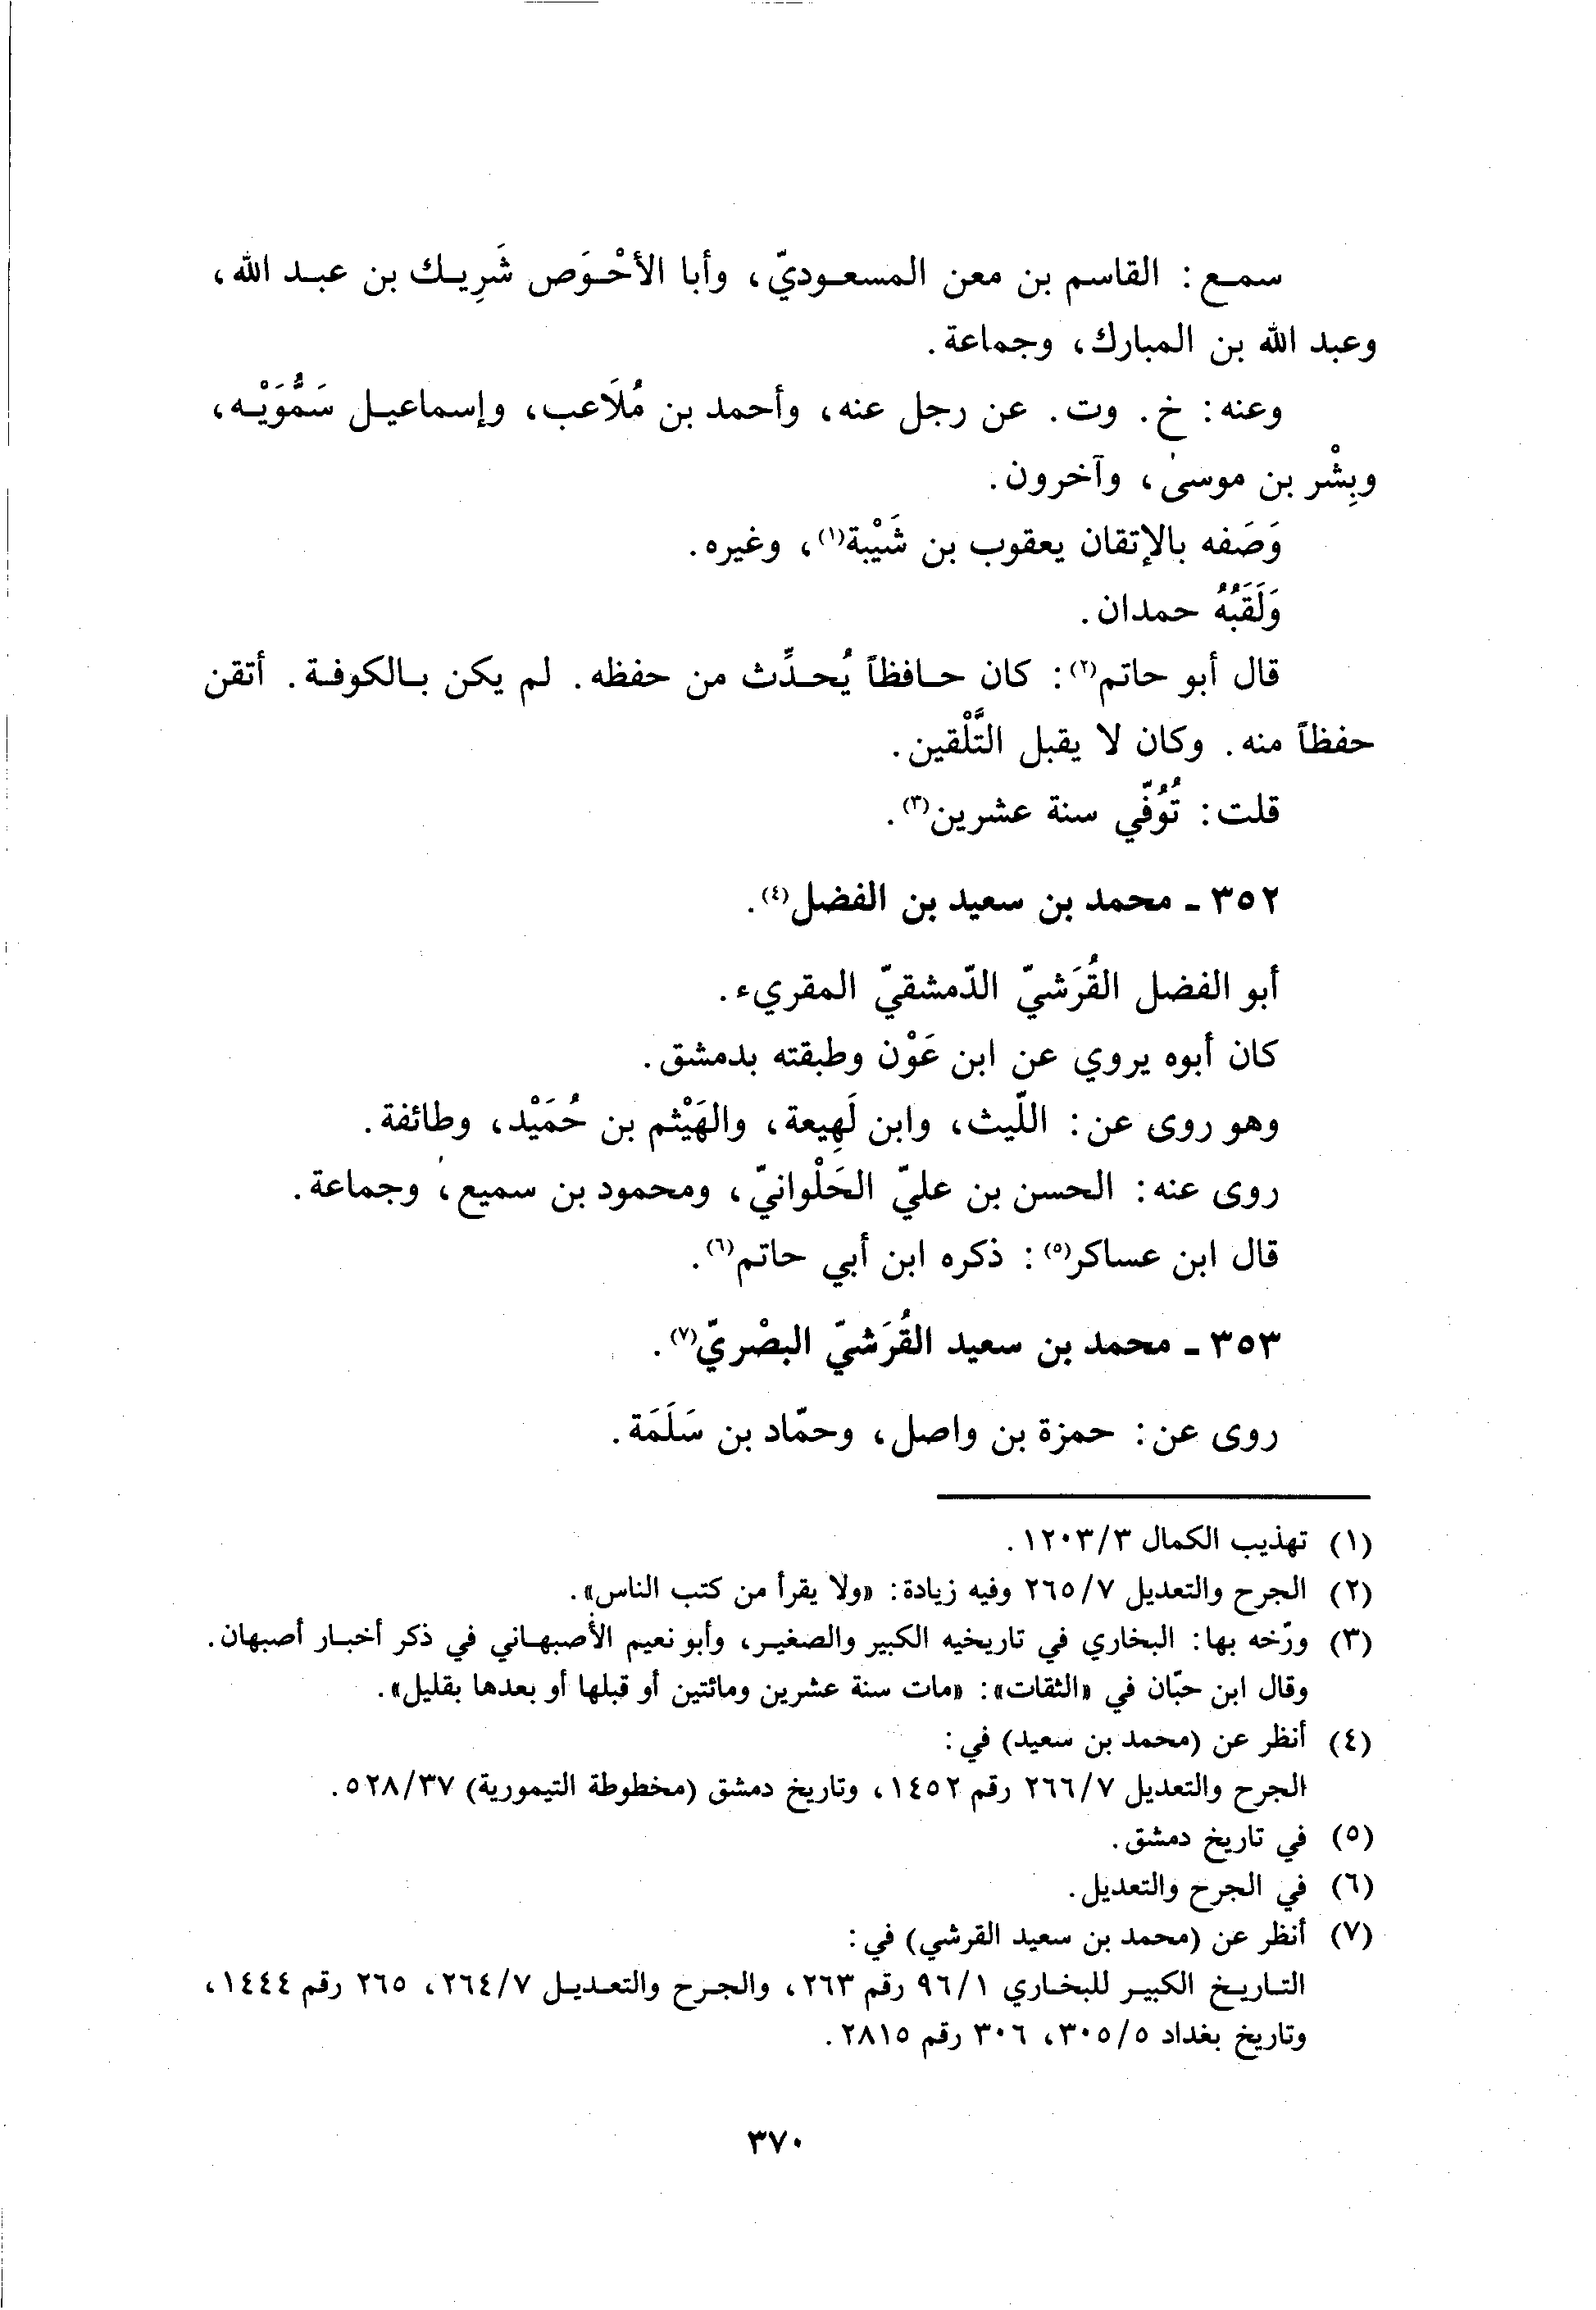 سمع: القاسم بن معن المسعوديّ، وأبا الأحْوَص شَرِيك بن عبد الله،
وعبد الله بن المبارك، وجماعة.
وعنه: خ. وت. عن رجل عنه، وأحمد بن مُلاَعب، وإسماعيل سَمُّوَيْه،
وبِشْر بن موسىٰ، وآخرون.
وَصَفه بالإتقان يعقوب بن شَيْبة(١)، وغيره.
وَلَقَبُهُ حمدان.
قال أبو حاتم(٢): كان حافظاً يُحدِّث من حفظه. لم يكن بالكوفة. أتقن
حفظاً منه. وكان لا يقبل التَّلْقين.
قلت: تُوُفّي سنة عشرين(٣).
٣٥٢ - محمد بن سعيد بن الفضل(٤).
أبو الفضل القُرَشيّ الدّمشقيّ المقريء.
كان أبوه يروي عن ابن عَوْن وطبقته بدمشق.
وهو روى عن: اللّيث، وابن لَهِيعة، والهَيْثم بن حُمَيْد، وطائفة.
روى عنه: الحسن بن عليّ الحَلْوانيّ، ومحمود بن سميع، وجماعة.
قال ابن عساكر(٥): ذكره ابن أبي حاتم(٦).
٣٥٣ - محمد بن سعيد القُرَشيّ البصْريّ(٧).
روى عن: حمزة بن واصل، وحمّاد بن سَلَمَة.
(١) تهذيب الكمال ١٢٠٣/٣.
(٢) الجرح والتعديل ٢٦٥/٧ وفيه زيادة: «ولا يقرأ من كتب الناس».
(٣) ورّخه بها: البخاري في تاريخيه الكبير والصغير، وأبو نعيم الأصبهاني في ذكر أخبار أصبهان.
وقال ابن حبّان في «الثقات»: «مات سنة عشرين ومائتين أو قبلها أو بعدها بقليل».
(٤) أنظر عن (محمد بن سعيد) في:
الجرح والتعديل ٢٦٦/٧ رقم ١٤٥٢، وتاريخ دمشق (مخطوطة التيمورية) ٥٢٨/٣٧.
(٥) في تاريخ دمشق.
(٦) في الجرح والتعديل.
(٧) أنظر عن (محمد بن سعيد القرشي) في:
التاريخ الكبير للبخاري ٩٦/١ رقم ٢٦٣، والجرح والتعديل ٢٦٤/٧، ٢٦٥ رقم ١٤٤٤،
وتاريخ بغداد ٣٠٥/٥، ٣٠٦ رقم ٢٨١٥.
٣٧٠